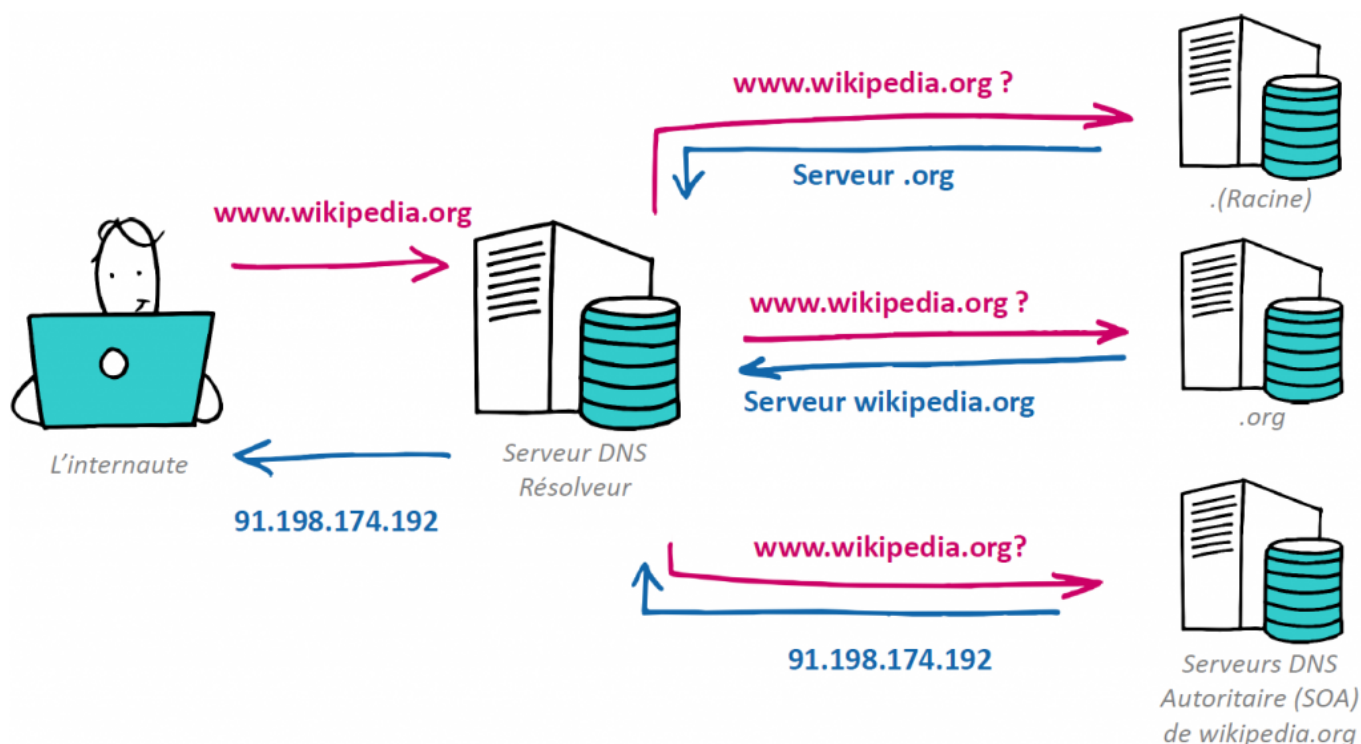 www.wikipedia.org ?
Serveur .org
.(Racine)
www.wikipedia.org
www.wikipedia.org ?
Serveur wikipedia.org
.org
L'internaute
Serveur DNS
Résolveur
91.198.174.192
www.wikipedia.org?
91.198.174.192
Serveurs DNS
Autoritaire (SOA)
de wikipedia.org